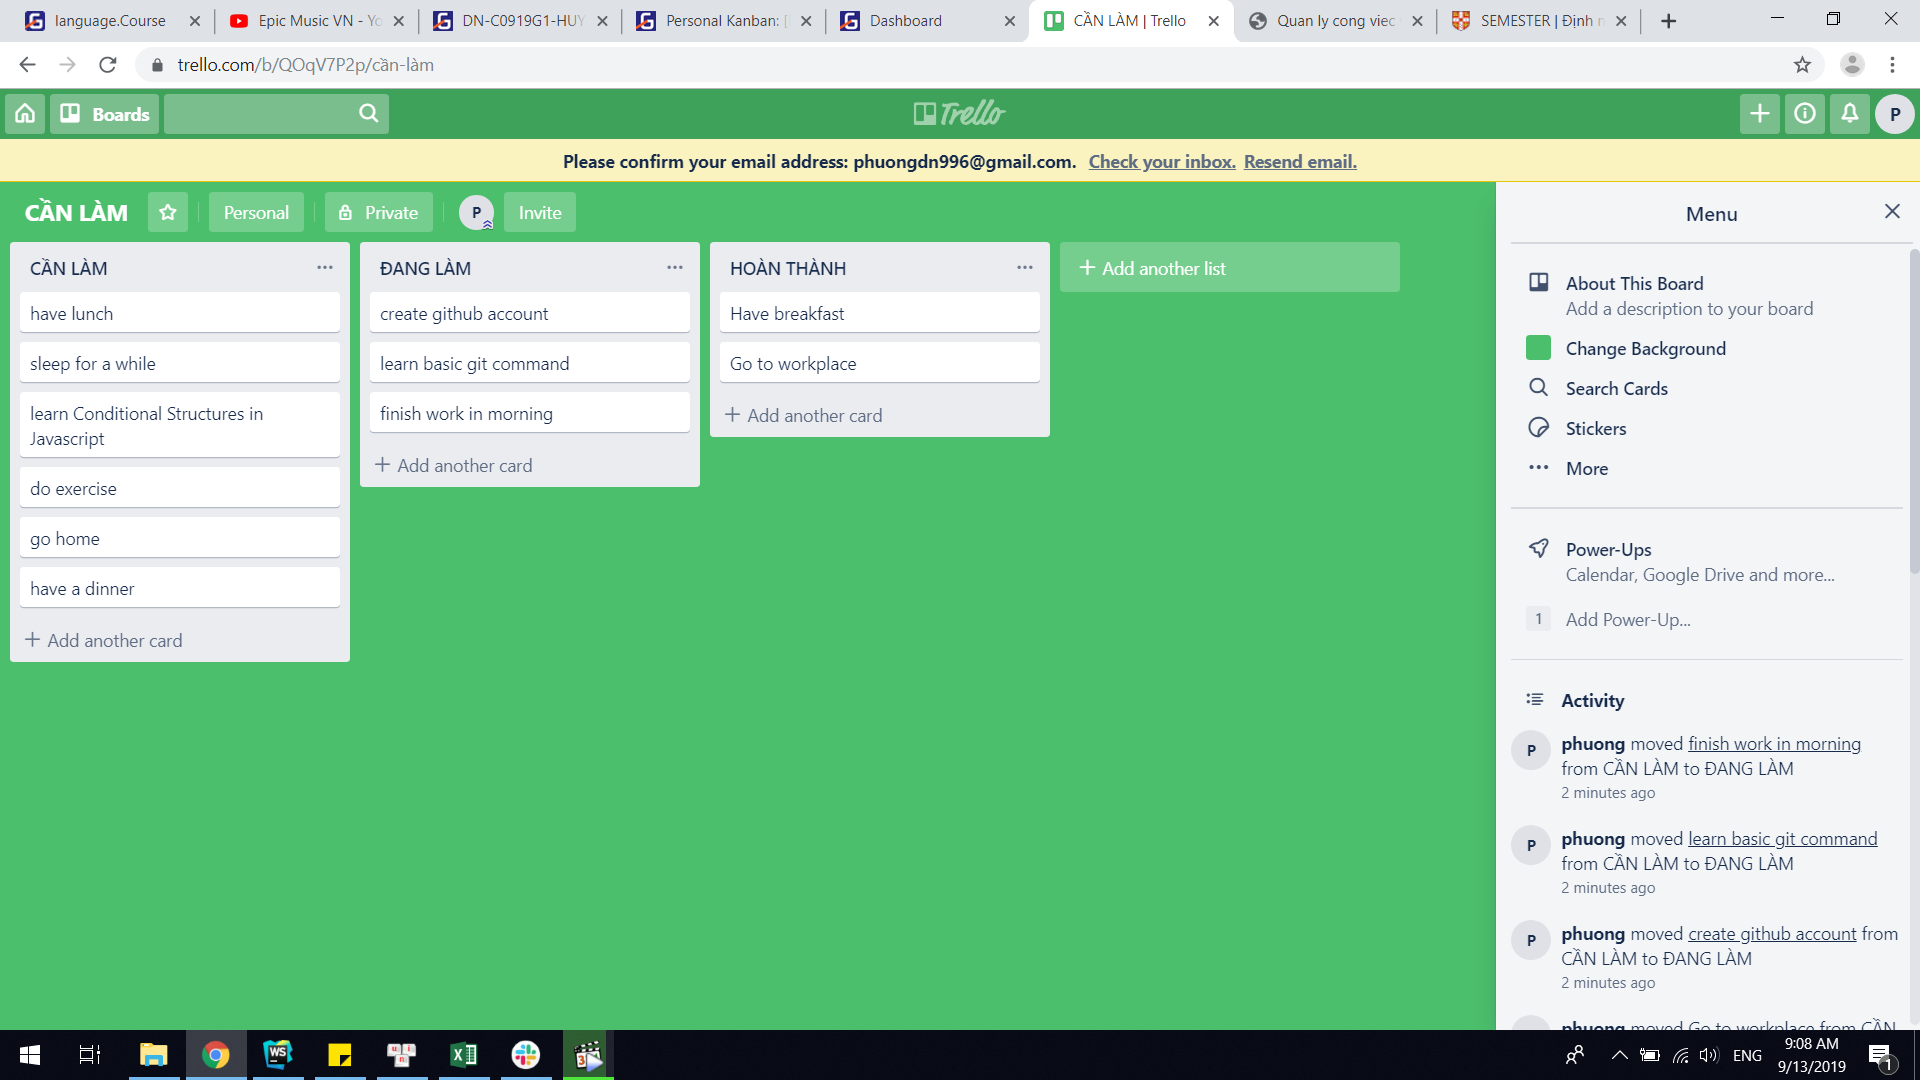 language.Course
Epic Music VN - Yo
DN-C0919G1-HUY
Personal Kanban: [
Dashboard
CẦN LÀM | Trello
Quan ly cong viec
SEMESTER | Định
trello.com/b/QOqV7P2p/cần-làm
Boards
Trello
P
Please confirm your email address: phuongdn996@gmail.com. Check your inbox. Resend email.
CẦN LÀM
Personal
Private
P
Invite
CẦN LÀM
have lunch
sleep for a while
learn Conditional Structures in
Javascript
do exercise
go home
have a dinner
+ Add another card
ĐANG LÀM
create github account
learn basic git command
finish work in morning
+ Add another card
HOÀN THÀNH
Have breakfast
Go to workplace
+ Add another card
+ Add another list
Menu
About This Board
Add a description to your board
Change Background
Search Cards
Stickers
More
Power-Ups
Calendar, Google Drive and more...
1 Add Power-Up...
Activity
P
phuong moved finish work in morning
from CẦN LÀM to ĐANG LÀM
2 minutes ago
P
phuong moved learn basic git command
from CẦN LÀM to ĐANG LÀM
2 minutes ago
P
phuong moved create github account from
CẦN LÀM to ĐANG LÀM
2 minutes ago
phuong moved Go to workplace from CẦN
WS
ENG
9:08 AM
9/13/2019
1